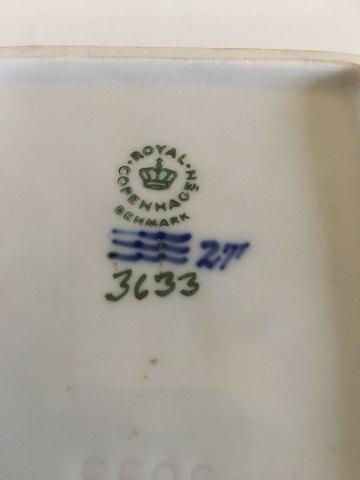 ROYAL
COPENHAGEN
DENMARK
27
3633